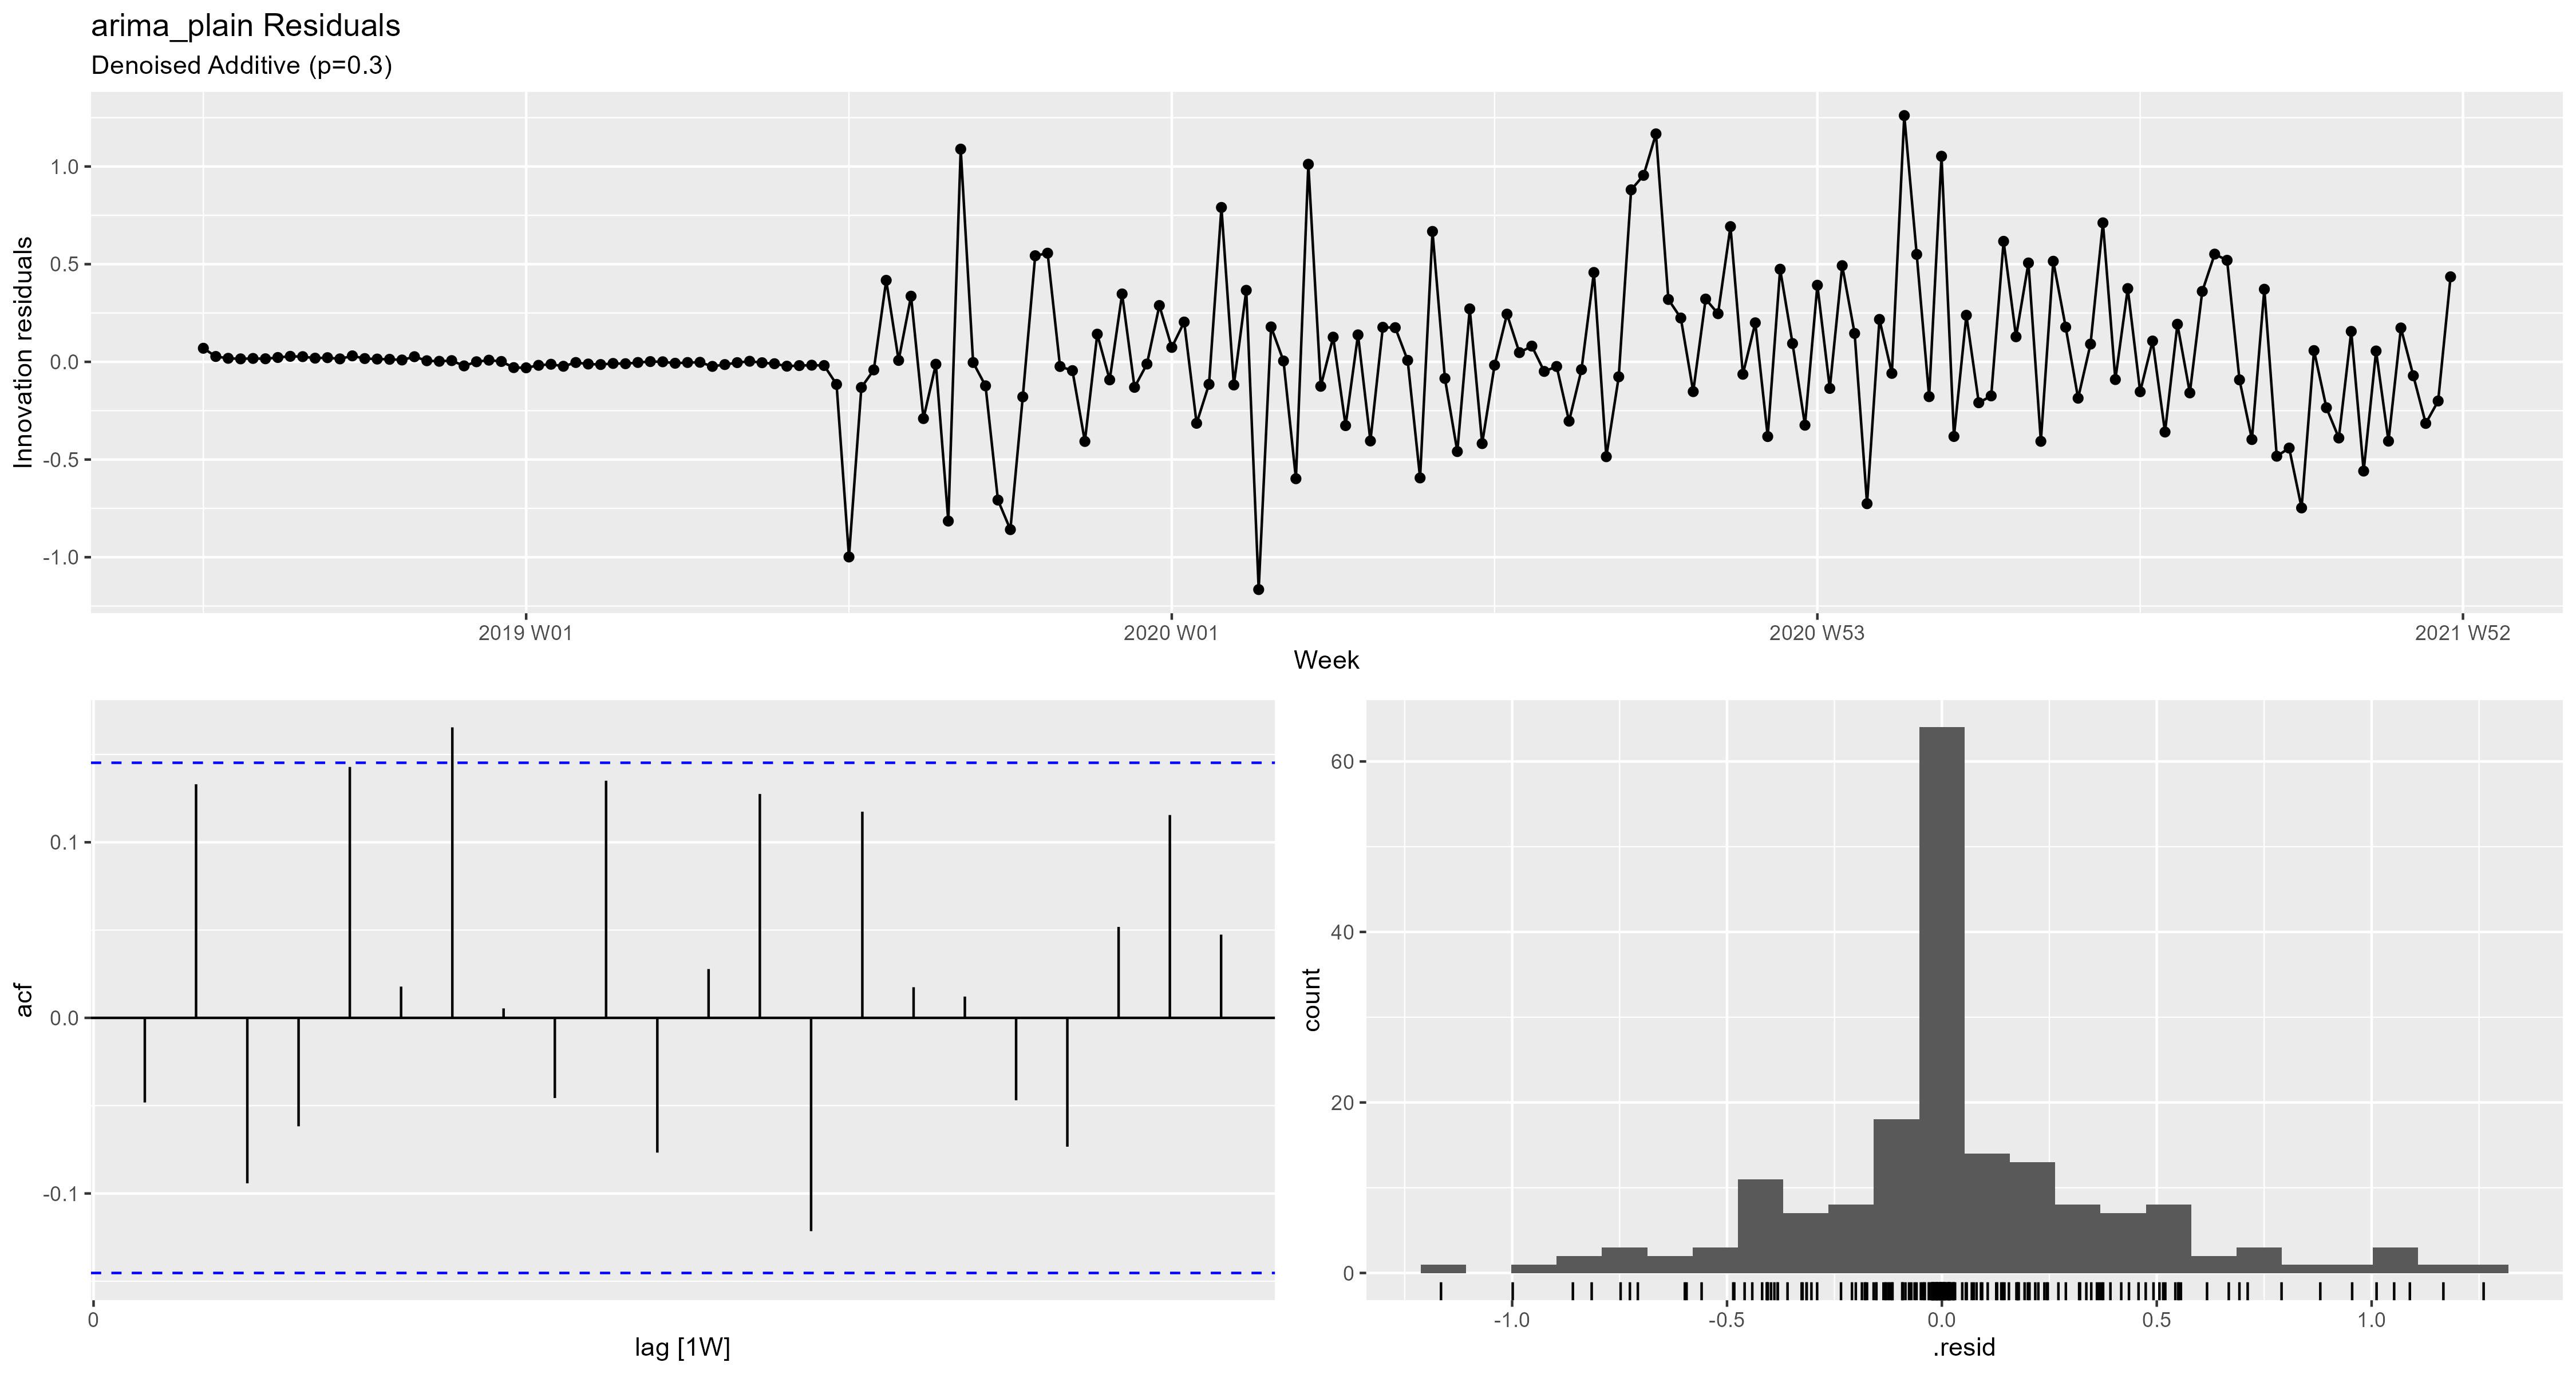 arima_plain Residuals
Denoised Additive (p=0.3)
Innovation residuals
1.0
0.5
0.0
-0.5
-1.0
2019 W01
2020 W01
2020 W53
2021 W52
Week
acf
0.1
0.0
-0.1
0
lag [1W]
count
60
40
20
0
-1.0
-0.5
0.0
0.5
1.0
.resid